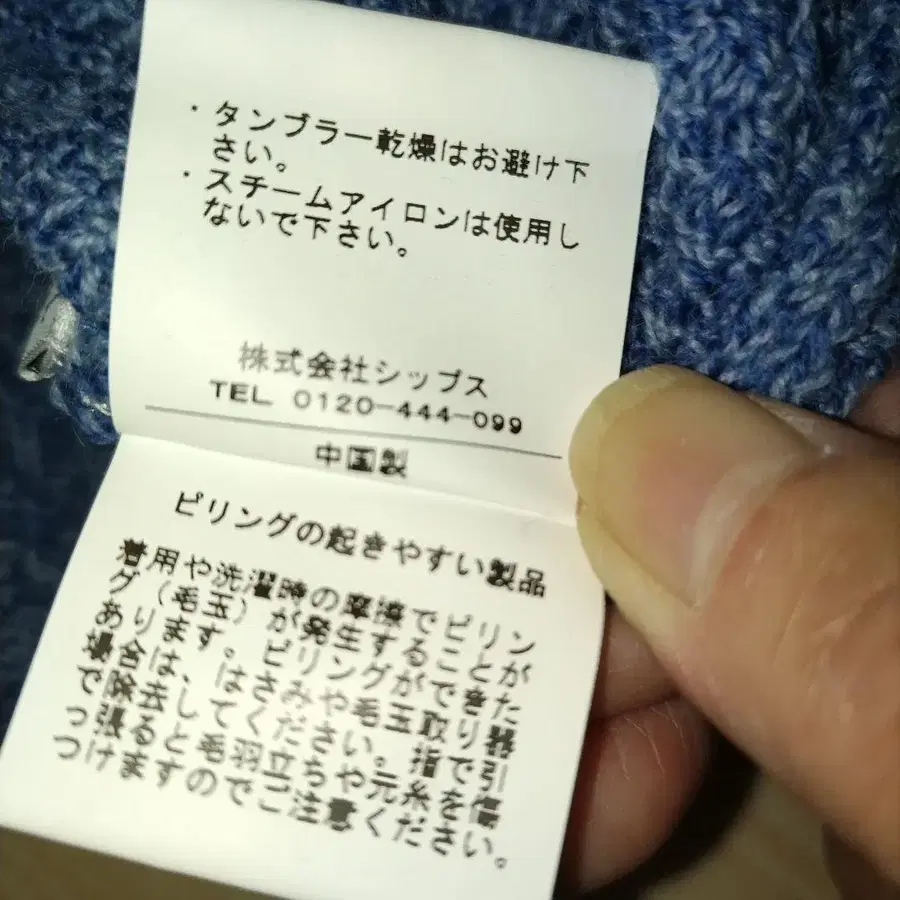 ・タンブラー乾燥はお避け下
さい。
・スチームアイロンは使用し
ないで下さい。
株式会社シップス
TEL 0120-444-099
中国製
ピリングの起きやすい製品
着用や洗濯時の摩擦でピリン
グ（毛玉）が発生することが
あります。ピリングができた
場合は、はさみや毛玉取り器
で除去してください。指で引
っ張ると毛羽立ちや元糸を傷
つけますのでご注意ください。